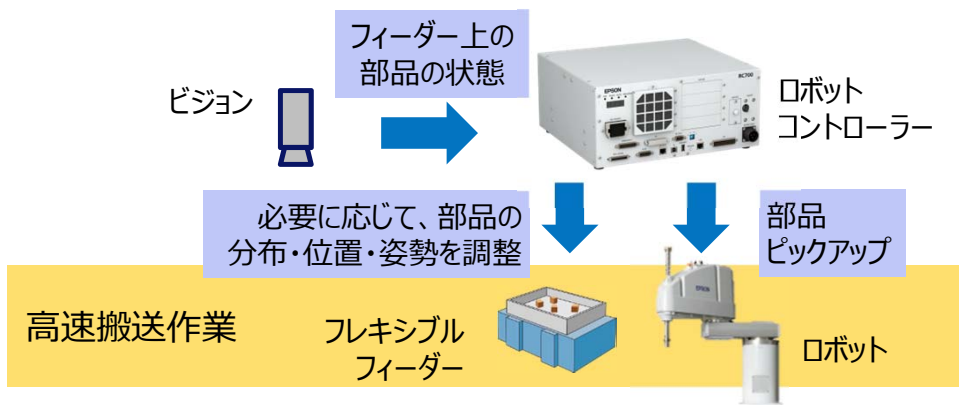 フィーダー上の
部品の状態
ビジョン
EPSON
RC700
ロボット
コントローラー
必要に応じて、部品の
分布・位置・姿勢を調整
部品
ピックアップ
高速搬送作業
フレキシブル
フィーダー
EPSON
ロボット